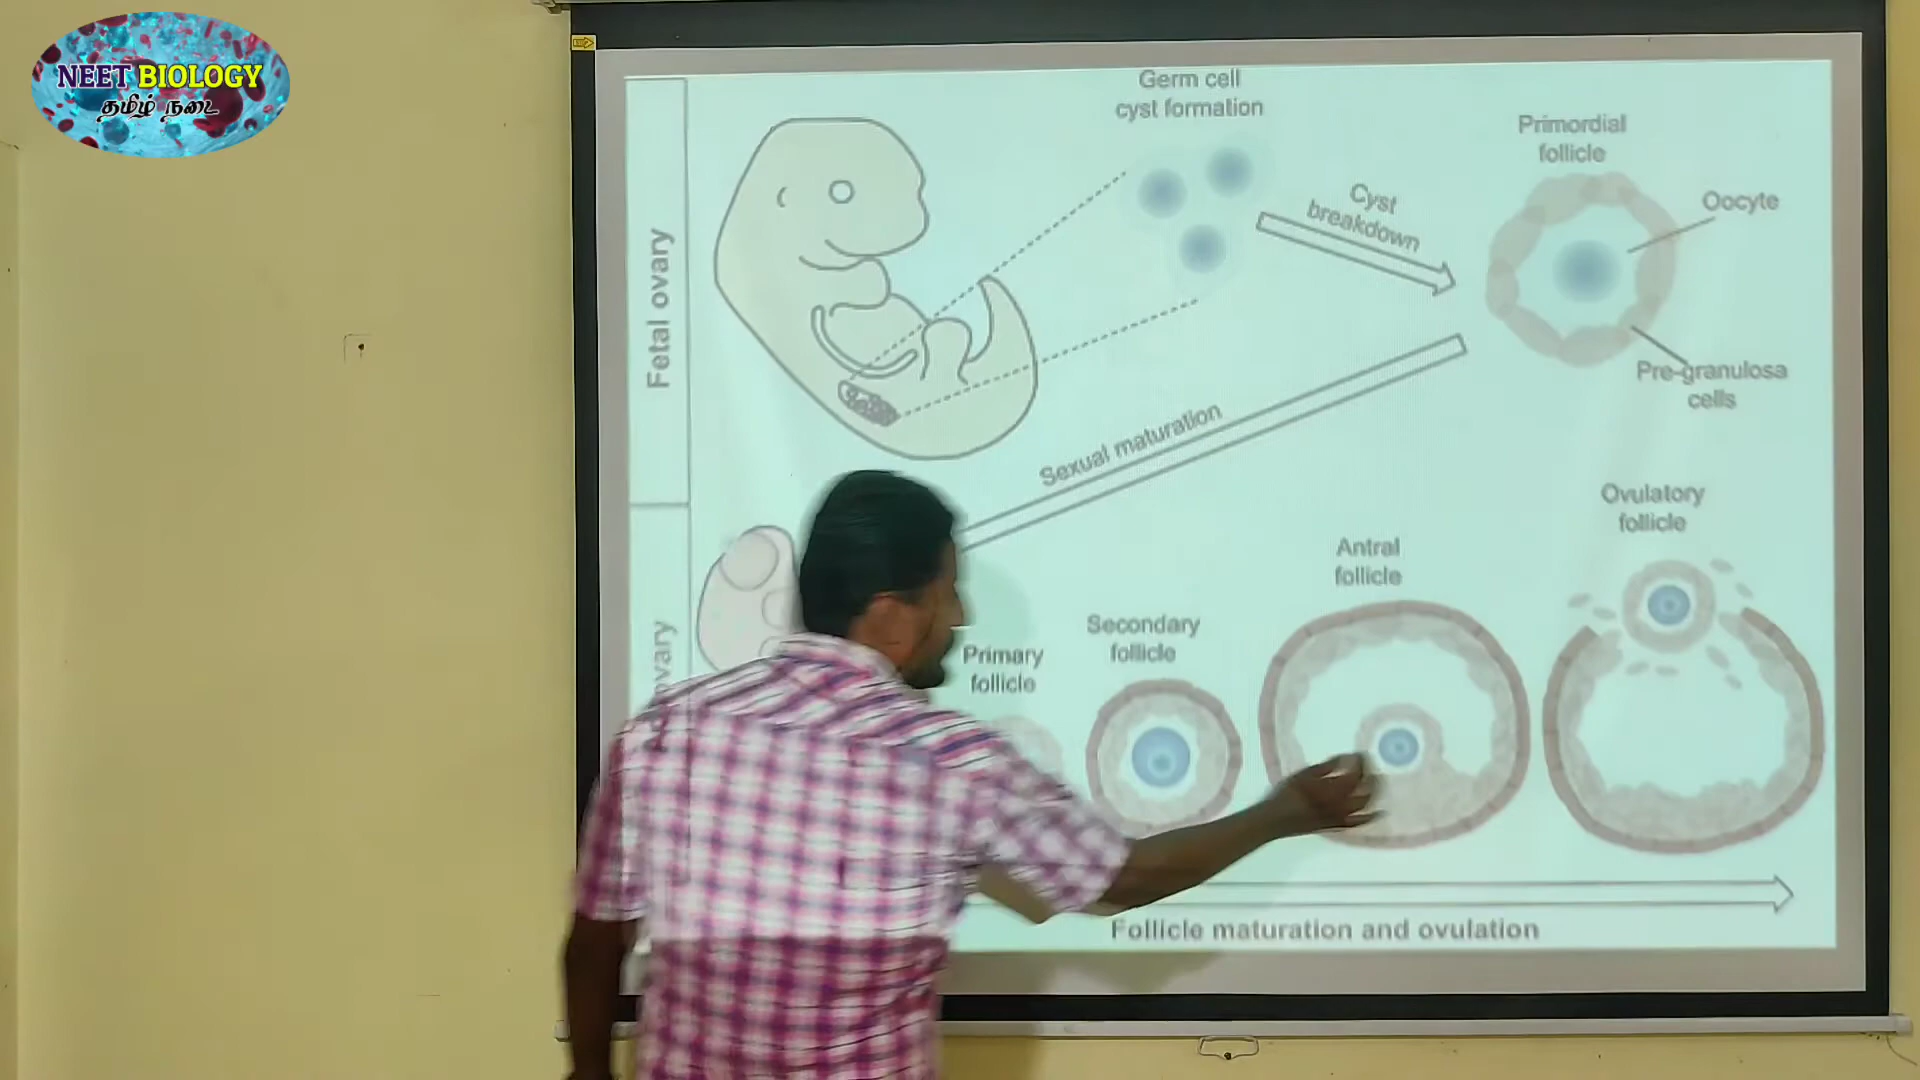 NEET BIOLOGY
தமிழ் நடை
Germ cell
cyst formation
Primordial
follicle
Cyst
breakdown
Oocyte
Fetal ovary
Pre-granulosa
cells
Sexual maturation
Ovulatory
follicle
Antral
follicle
Secondary
follicle
Primary
follicle
ovary
Follicle maturation and ovulation